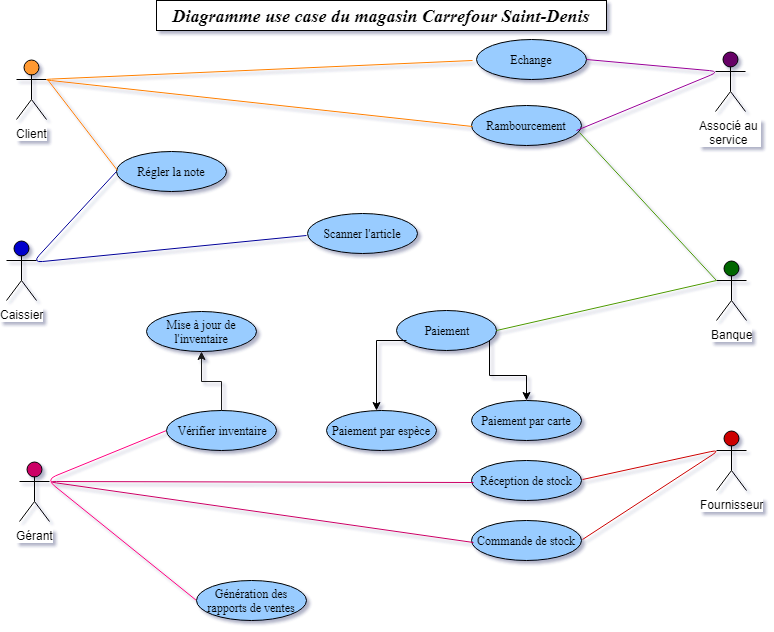 Diagramme use case du magasin Carrefour Saint-Denis
Echange
Client
Rambourcement
Associé au
service
Régler la note
Scanner l'article
Caissier
Mise à jour de
l'inventaire
Paiement
Banque
Vérifier inventaire
Paiement par espèce
Paiement par carte
Gérant
Réception de stock
Fournisseur
Commande de stock
Génération des
rapports de ventes